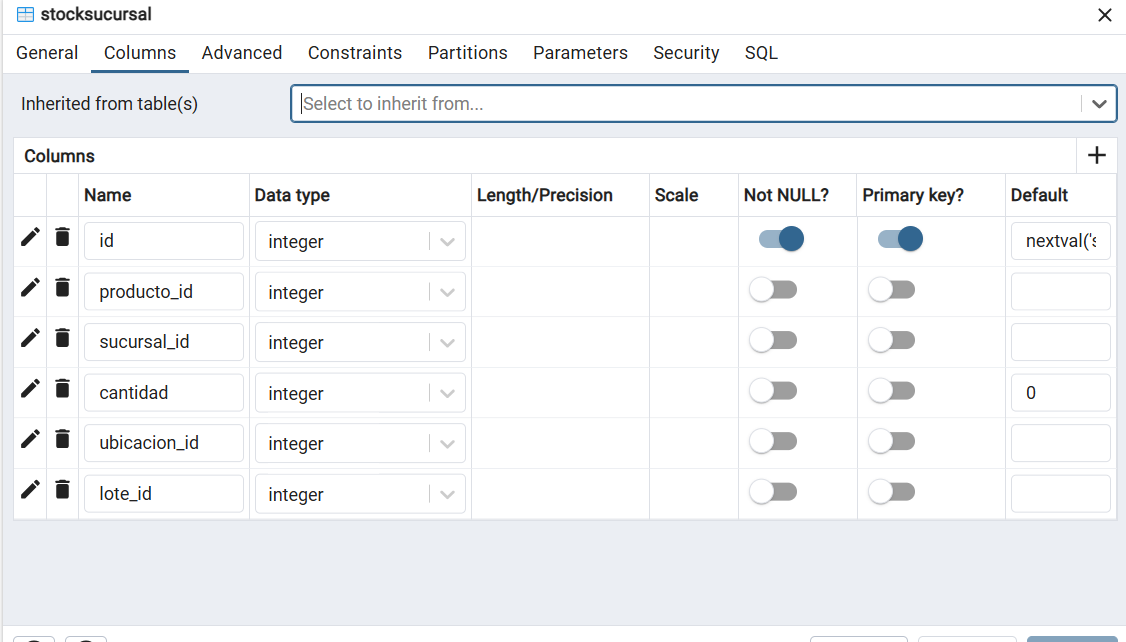 stocksucursal
General Columns Advanced Constraints Partitions Parameters Security SQL
Inherited from table(s) Select to inherit from...
Columns
Name Data type Length/Precision Scale Not NULL? Primary key? Default
id integer nextval('s
producto_id integer
sucursal_id integer
cantidad integer 0
ubicacion_id integer
lote_id integer